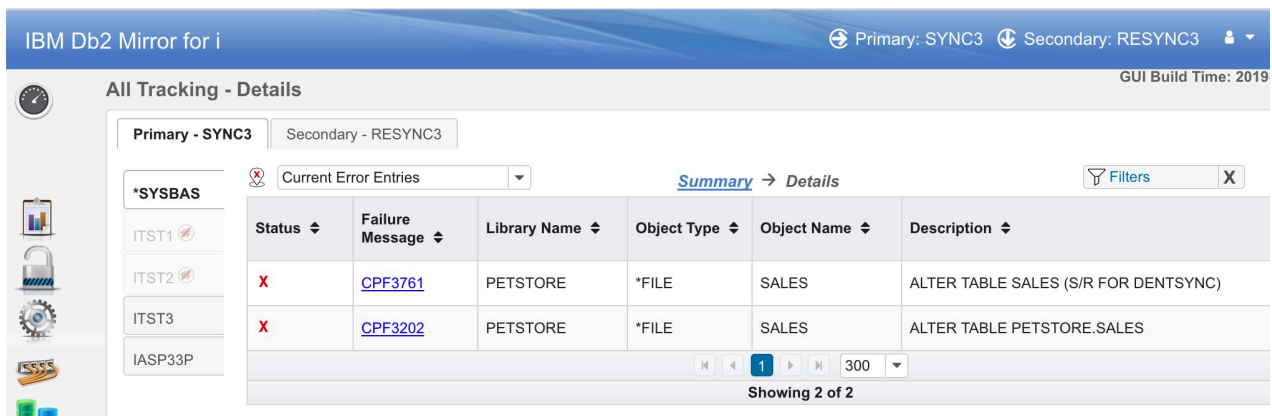 IBM Db2 Mirror for i
Primary: SYNC3 Secondary: RESYNC3
GUI Build Time: 2019-
All Tracking - Details
Primary - SYNC3 Secondary - RESYNC3
*SYSBAS
ITST1
ITST2
ITST3
IASP33P
Current Error Entries
Summary → Details
Filters X
Status Failure Message Library Name Object Type Object Name Description
X CPF3761 PETSTORE *FILE SALES ALTER TABLE SALES (S/R FOR DENTSYNC)
X CPF3202 PETSTORE *FILE SALES ALTER TABLE PETSTORE.SALES
1 300
Showing 2 of 2